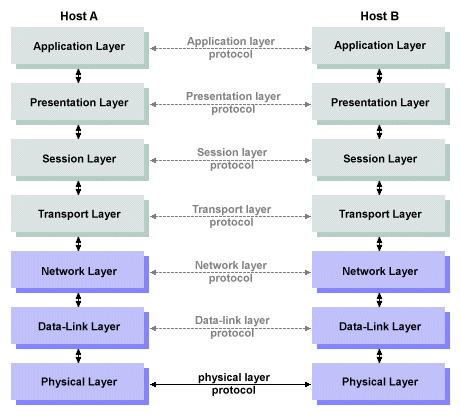 Host A
Host B
Application Layer
Application layer
protocol
Application Layer
Presentation Layer
Presentation layer
protocol
Presentation Layer
Session Layer
Session layer
protocol
Session Layer
Transport Layer
Transport layer
protocol
Transport Layer
Network Layer
Network layer
protocol
Network Layer
Data-Link Layer
Data-link layer
protocol
Data-Link Layer
Physical Layer
physical layer
protocol
Physical Layer